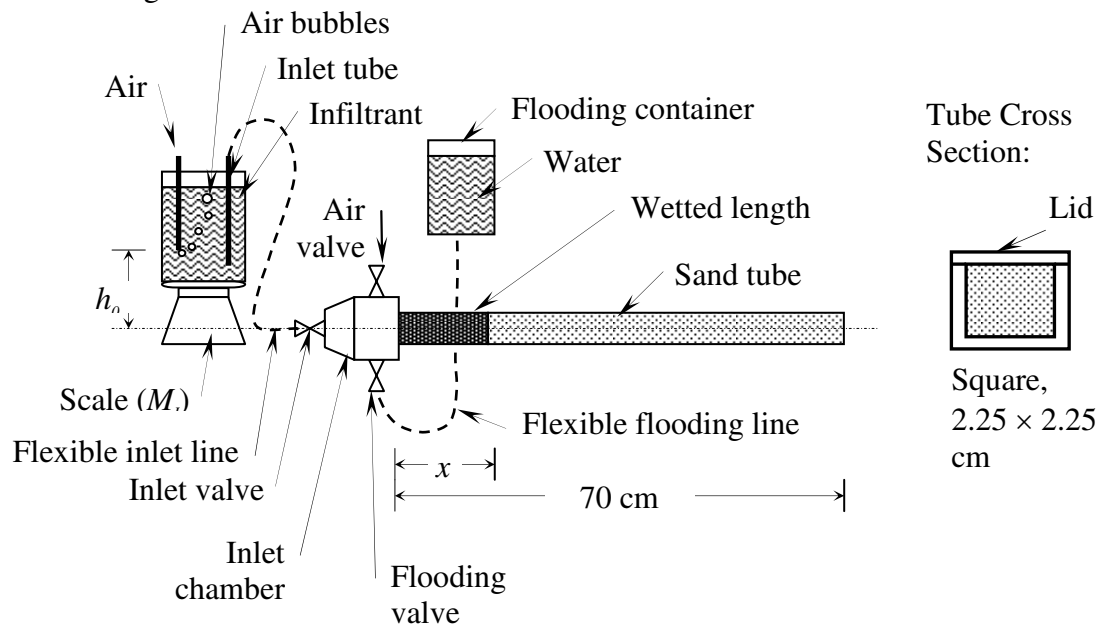 Air bubbles
Inlet tube
Air
Infiltrant
Flooding container
Water
Tube Cross
Section:
Air
valve
Wetted length
Lid
Sand tube
h
Scale (M
Flexible inlet line
Inlet valve
Flexible flooding line
x
70 cm
Square,
2.25 × 2.25
cm
Inlet
chamber
Flooding
valve